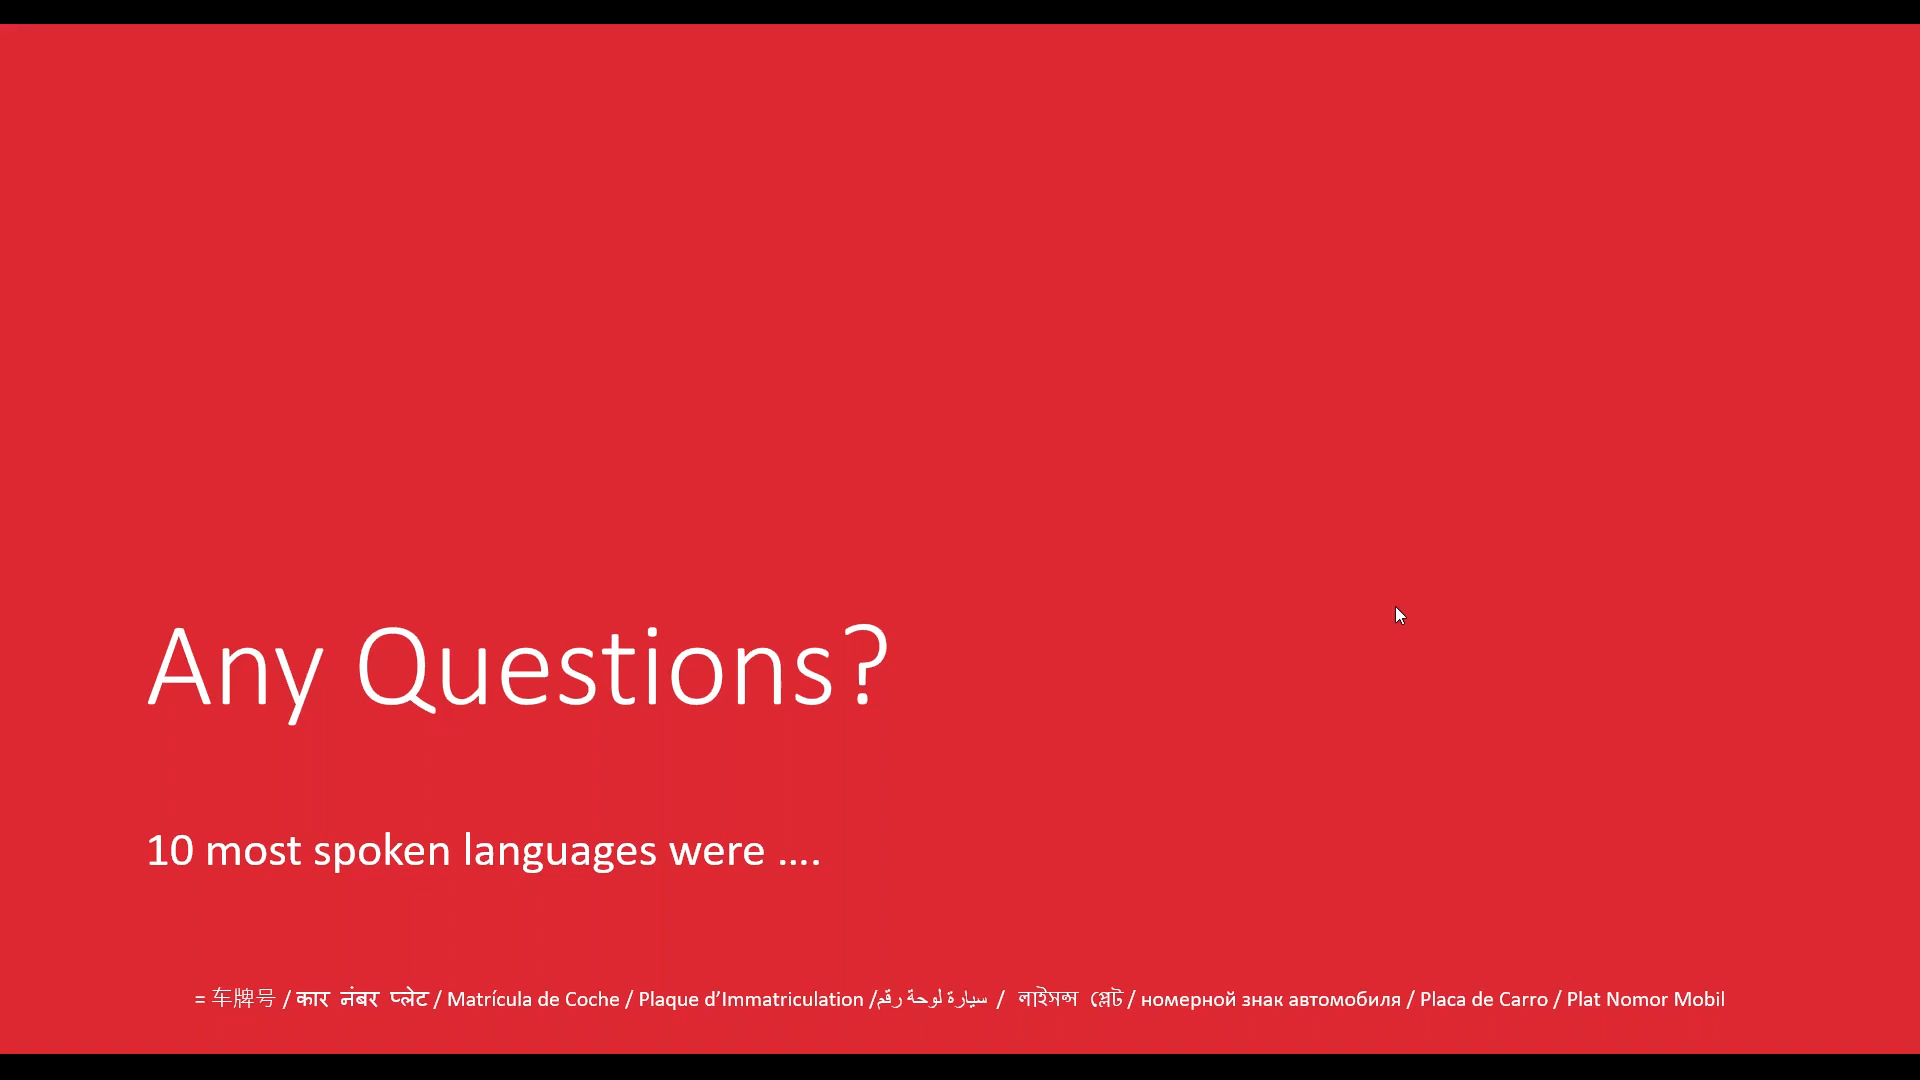 Any Questions?
10 most spoken languages were ....
= 车牌号 / कार नंबर प्लेट / Matrícula de Coche / Plaque d’Immatriculation /سيارة لوحة رقم / লাইসন্স প্লেট / номерной знак автомобиля / Placa de Carro / Plat Nomor Mobil